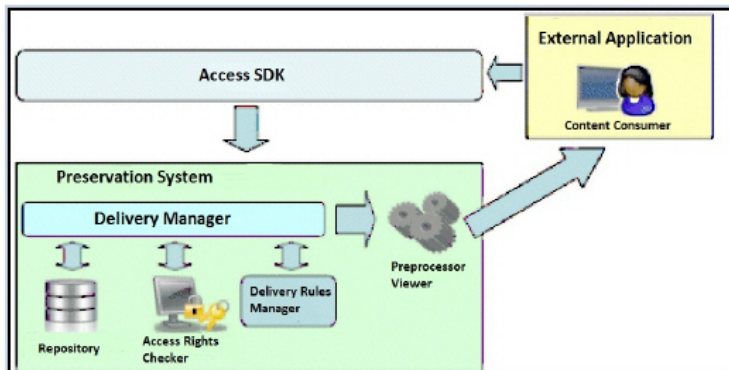 External Application
Access SDK
Content Consumer
Preservation System
Delivery Manager
Preprocessor
Viewer
Delivery Rules
Manager
Repository
Access Rights
Checker